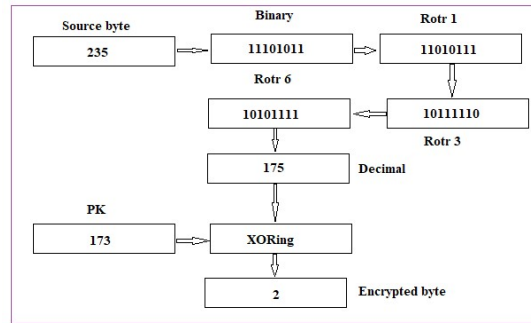 Source byte
Binary
Rotr 1
235
11101011
11010111
Rotr 6
10101111
10111110
Rotr 3
175
Decimal
PK
173
XORing
2
Encrypted byte